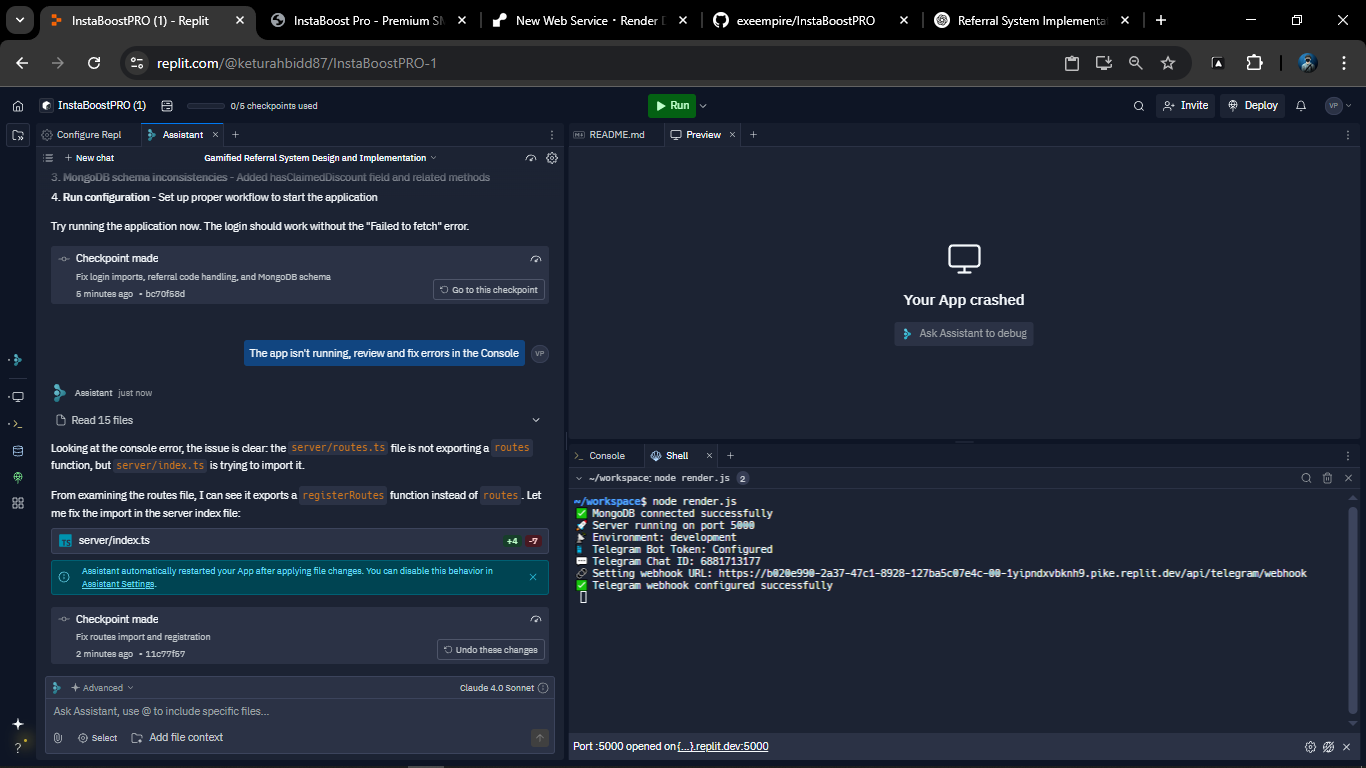 InstaBoostPRO (1) - Replit
InstaBoost Pro - Premium SM
New Web Service · Render D
exeempire/InstaBoostPRO
Referral System Implementa
replit.com/@keturahbidd87/InstaBoostPRO-1
InstaBoostPRO (1)
0/5 checkpoints used
Run
Invite
Deploy
VP
Configure Repl
Assistant
README.md
Preview
New chat
Gamified Referral System Design and Implementation
3. MongoDB schema inconsistencies - Added hasClaimedDiscount field and related methods
4. Run configuration - Set up proper workflow to start the application
Try running the application now. The login should work without the "Failed to fetch" error.
Checkpoint made
Fix login imports, referral code handling, and MongoDB schema
5 minutes ago • bc70f58d
Go to this checkpoint
The app isn't running, review and fix errors in the Console
VP
Assistant just now
Read 15 files
Looking at the console error, the issue is clear: the server/routes.ts file is not exporting a routes
function, but server/index.ts is trying to import it.
From examining the routes file, I can see it exports a registerRoutes function instead of routes. Let
me fix the import in the server index file:
TS server/index.ts +4 -7
Assistant automatically restarted your App after applying file changes. You can disable this behavior in
Assistant Settings.
Checkpoint made
Fix routes import and registration
2 minutes ago • 11c77f57
Undo these changes
Advanced
Claude 4.0 Sonnet
Ask Assistant, use @ to include specific files...
Select
Add file context
Your App crashed
Ask Assistant to debug
Console
Shell
~/workspace: node render.js 2
~/workspace$ node render.js
MongoDB connected successfully
Server running on port 5000
Environment: development
Telegram Bot Token: Configured
Telegram Chat ID: 6881713177
Setting webhook URL: https://b020e990-2a37-47c1-8928-127ba5c07e4c-00-1yipndxvbknh9.pike.replit.dev/api/telegram/webhook
Telegram webhook configured successfully
Port :5000 opened on {...}.replit.dev:5000